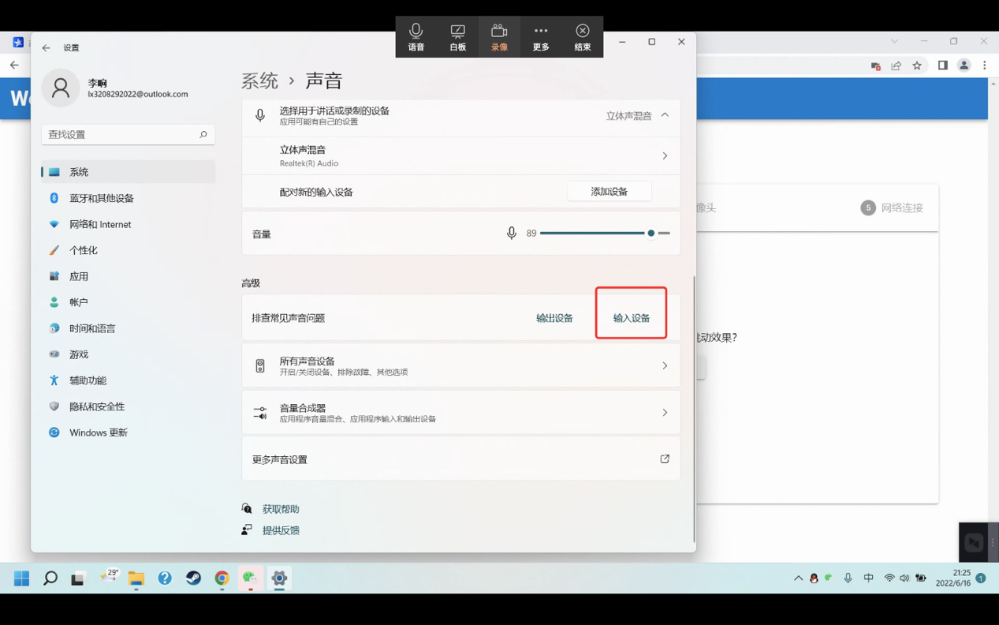 语音
白板
录像
更多
结束
设置
李晌
lx3208292022@outlook.com
查找设置
系统
蓝牙和其他设备
网络和 Internet
个性化
应用
帐户
时间和语言
游戏
辅助功能
隐私和安全性
Windows 更新
系统 › 声音
选择用于讲话或录制的设备
应用可能有自己的设置
立体声混音
立体声混音
Realtek(R) Audio
配对新的输入设备
添加设备
音量
89
高级
排查常见声音问题
输出设备
输入设备
所有声音设备
开启/关闭设备、排除故障、其他选项
音量合成器
应用程序音量混合、应用程序输入和输出设备
更多声音设置
获取帮助
提供反馈
像头
5 网络连接
动效果?
29°
中
21:25
2022/6/16
1